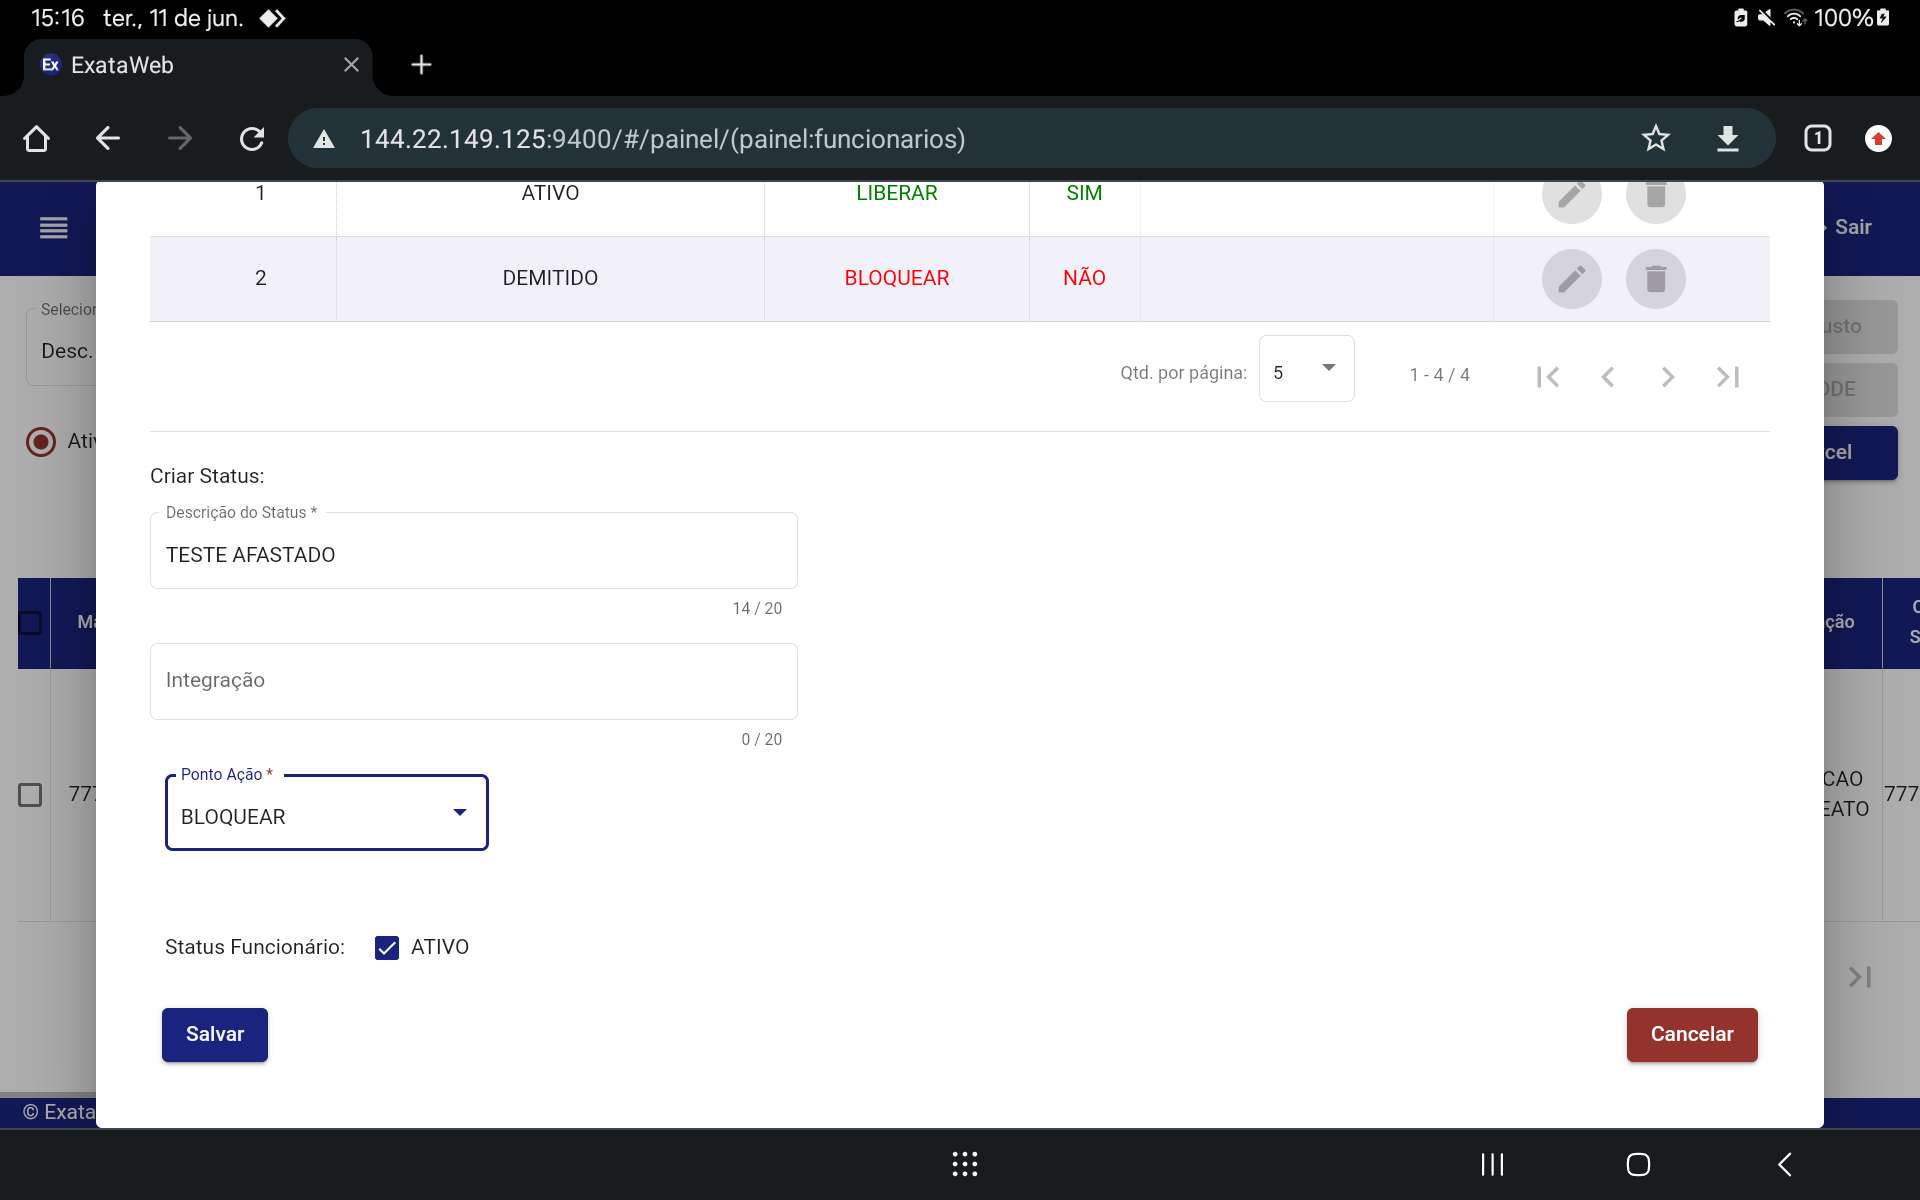 15:16 ter., 11 de jun. 100%
Ex ExataWeb
144.22.149.125:9400/#/painel/(painel:funcionarios) 1
1 ATIVO LIBERAR SIM
Sair
2 DEMITIDO BLOQUEAR NÃO
Selecion
Desc.
usto
Qtd. por página: 5 1 - 4 / 4
ODE
Ativ
cel
Criar Status:
Descrição do Status *
TESTE AFASTADO
14 / 20
Ma
ção
C
S
Integração
0 / 20
Ponto Ação *
BLOQUEAR
777
CAO
EATO
777
Status Funcionário: ATIVO
Salvar Cancelar
© Exata